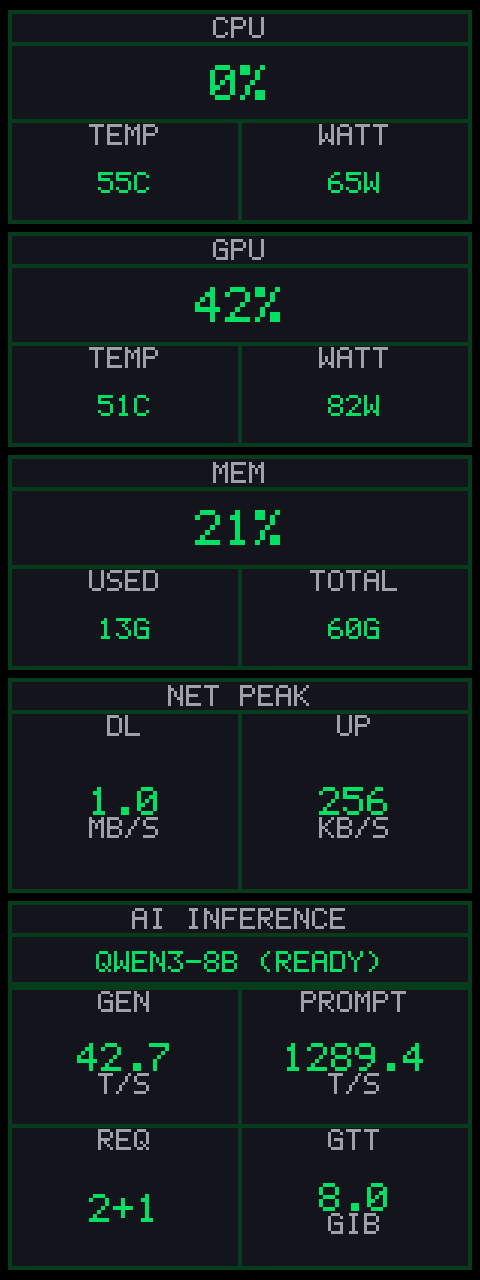 CPU
0%
TEMP WATT
55C 65W
GPU
42%
TEMP WATT
51C 82W
MEM
21%
USED TOTAL
13G 60G
NET PEAK
DL UP
1.0 256
MB/S KB/S
AI INFERENCE
QWEN3-8B (READY)
GEN PROMPT
42.7 1289.4
T/S T/S
REQ GTT
2+1 8.0
GIB